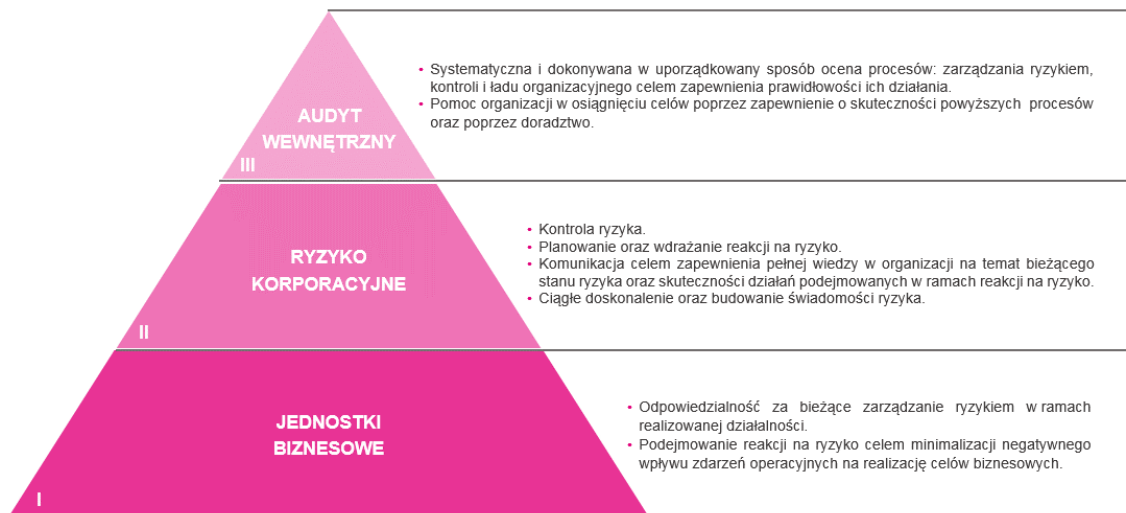 • Systematyczna i dokonywana w uporządkowany sposób ocena procesów: zarządzania ryzykiem,
kontroli i ładu organizacyjnego celem zapewnienia prawidłowości ich działania.
• Pomoc organizacji w osiągnięciu celów poprzez zapewnienie o skuteczności powyższych procesów
oraz poprzez doradztwo.
AUDYT
WEWNĘTRZNY
III
• Kontrola ryzyka.
• Planowanie oraz wdrażanie reakcji na ryzyko.
• Komunikacja celem zapewnienia pełnej wiedzy w organizacji na temat bieżącego
stanu ryzyka oraz skuteczności działań podejmowanych w ramach reakcji na ryzyko.
• Ciągłe doskonalenie oraz budowanie świadomości ryzyka.
RYZYKO
KORPORACYJNE
II
• Odpowiedzialność za bieżące zarządzanie ryzykiem w ramach
realizowanej działalności.
• Podejmowanie reakcji na ryzyko celem minimalizacji negatywnego
wpływu zdarzeń operacyjnych na realizację celów biznesowych.
JEDNOSTKI
BIZNESOWE
I